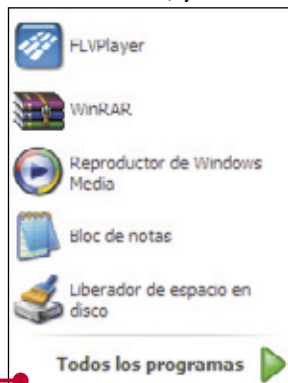 FLVPlayer
WinRAR
Reproductor de Windows
Media
Bloc de notas
Liberador de espacio en
disco
Todos los programas